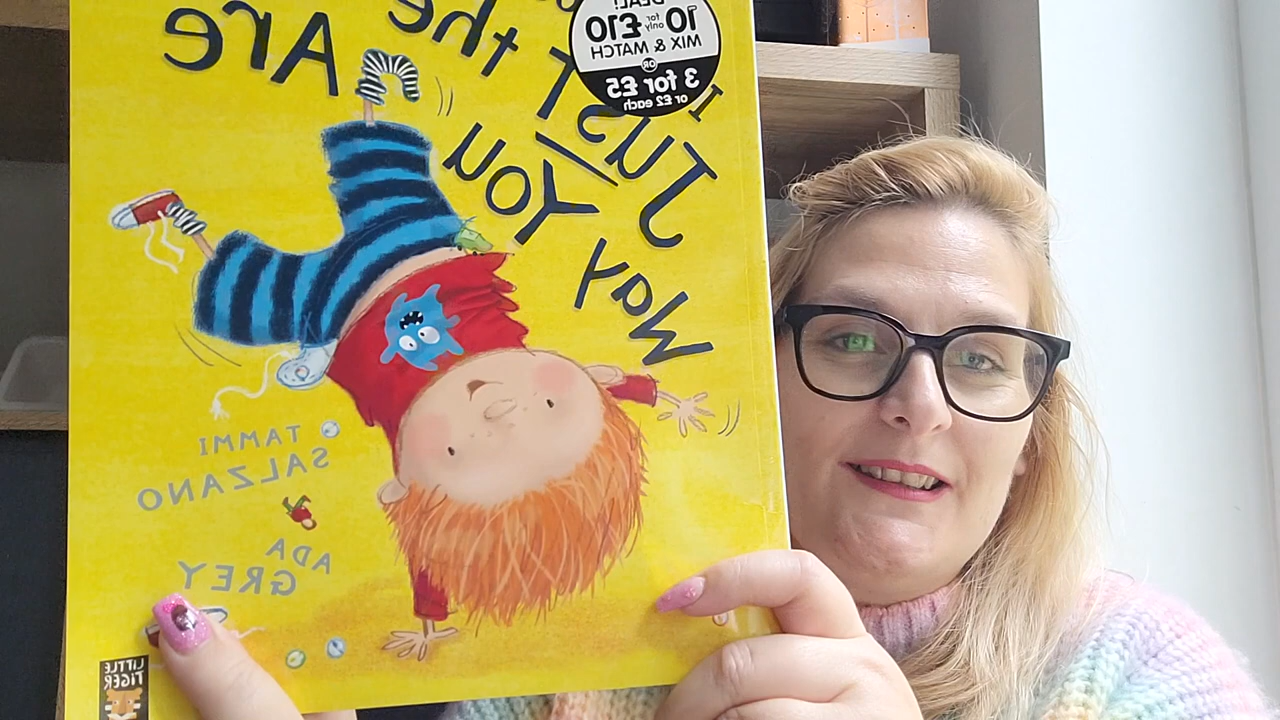 DEAL!
10 for only £10
MIX & MATCH
OR
3 for £5
or £2 each
I
JUST the
Way YOU Are
TAMMI
SALZANO
ADA
GREY
LITTLE
TIGER